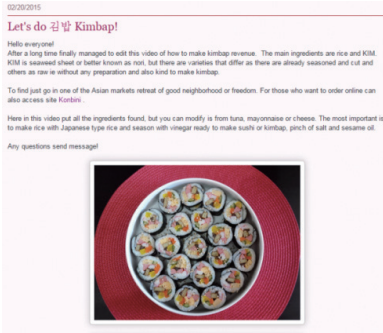 02/20/2015
Let's do 김밥 Kimbap!
Hello everyone!
After a long time finally managed to edit this video of how to make kimbap revenue.  The main ingredients are rice and KIM.
KIM is seaweed sheet or better known as nori. but there are varieties that differ as there are already seasoned and cut and
others as raw ie without any preparation and also kind to make kimbap.
To find just go in one of the Asian markets retreat of good neighborhood or freedom. For those who want to order online can
also access site Konbini .
Here in this video put all the ingredients found, but you can modify is from tuna, mayonnaise or cheese. The most important is
to make rice with Japanese type rice and season with vinegar ready to make sushi or kimbap, pinch of salt and sesame oil.
Any questions send message!